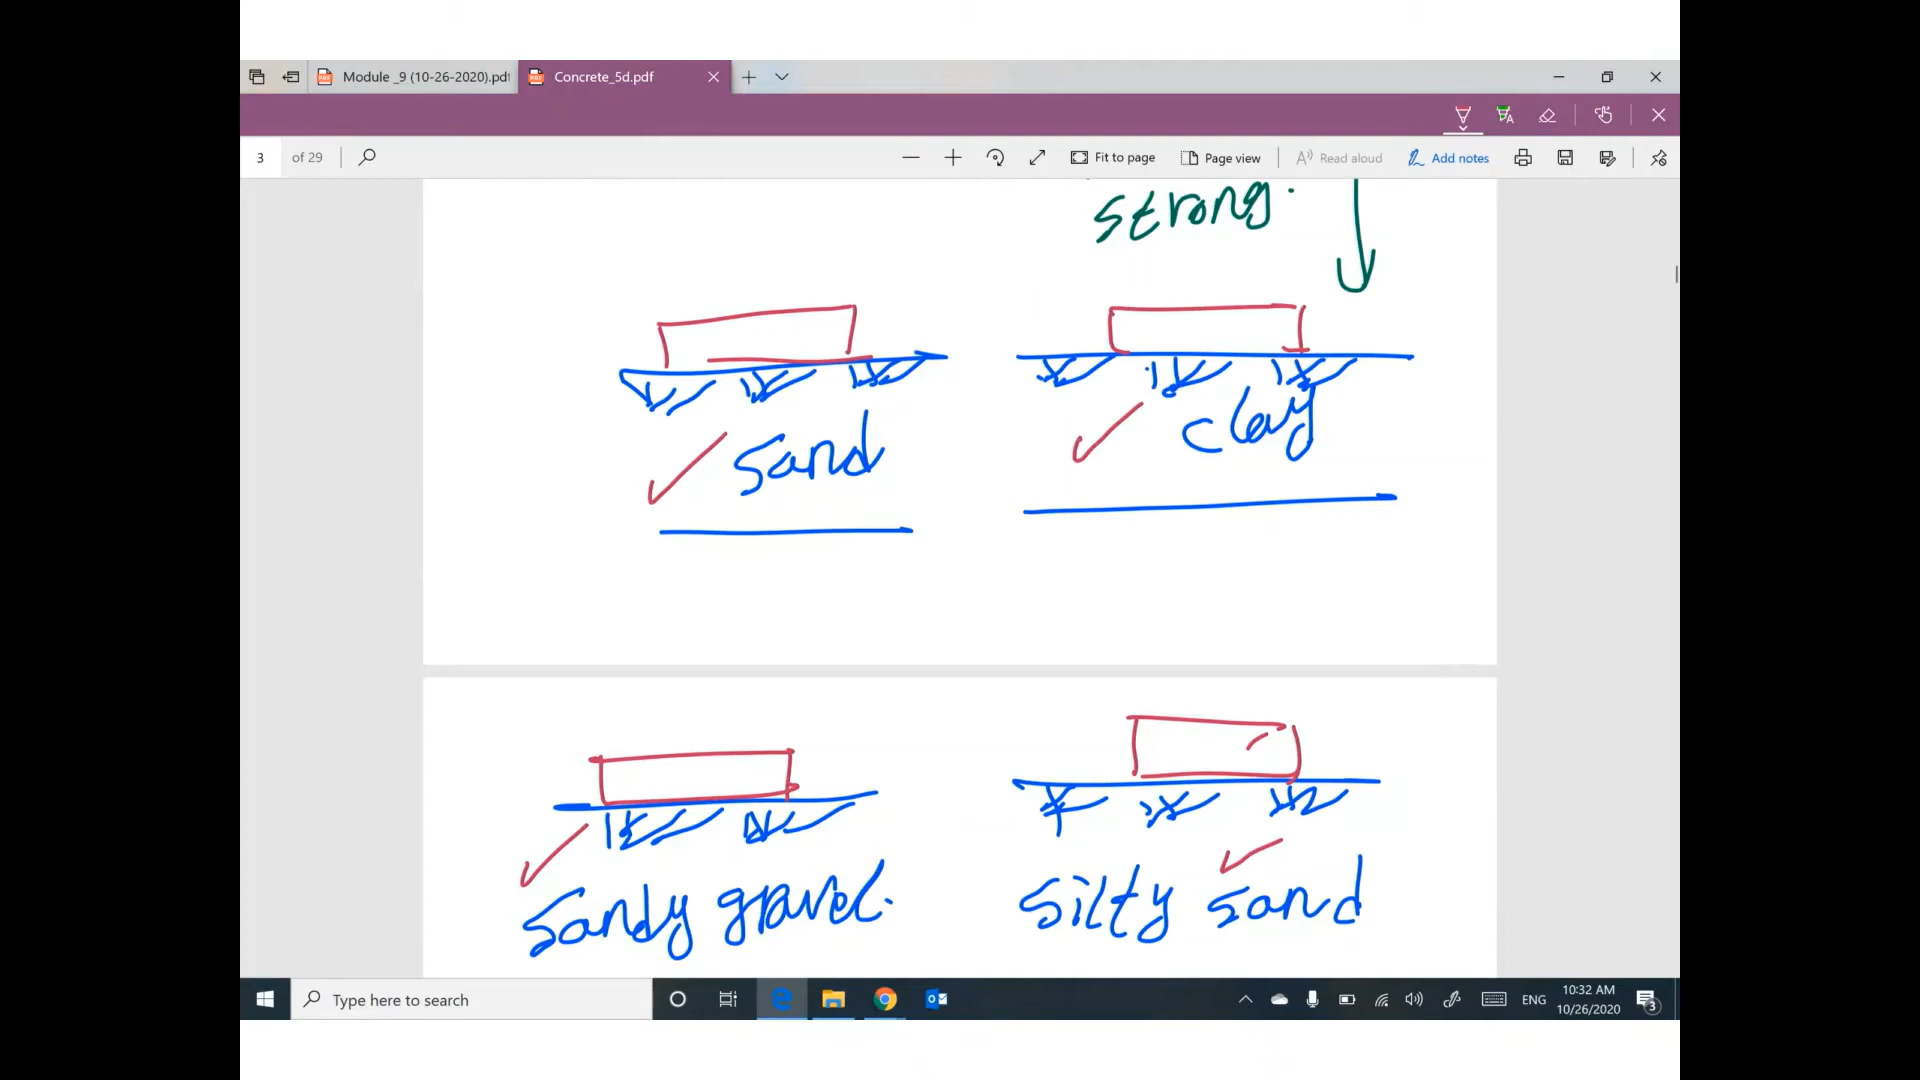 Module _9 (10-26-2020).pdf
Concrete_5d.pdf
3 of 29
Fit to page
Page view
Read aloud
Add notes
strong.
sand
clay
sandy gravel.
silty sand
Type here to search
ENG
10:32 AM
10/26/2020
3